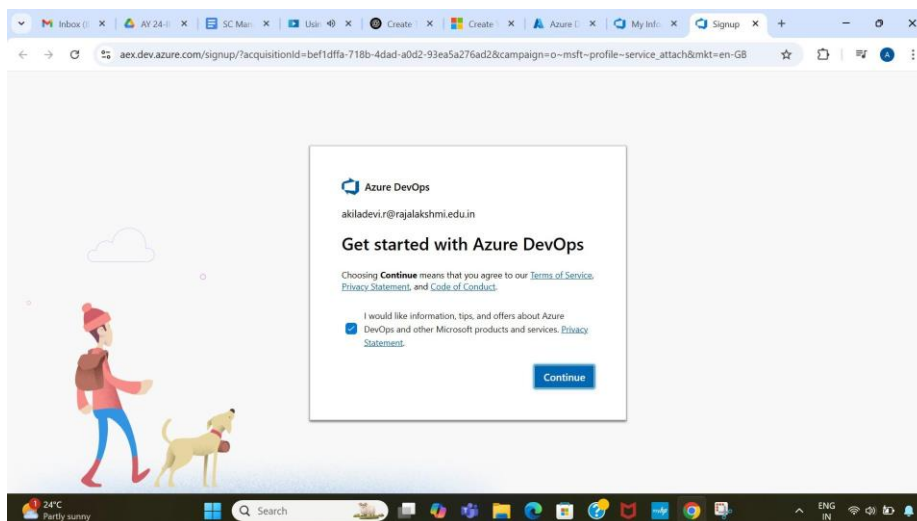 Inbox (
AY 24-
SC Man
Usin
Create
Create
Azure D
My Info
Signup
aex.dev.azure.com/signup/?acquisitionId=bef1dffa-718b-4dad-a0d2-93ea5a276ad2&campaign=o~msft~profile~service_attach&mkt=en-GB
A
Azure DevOps
akiladevi.r@rajalakshmi.edu.in
Get started with Azure DevOps
Choosing Continue means that you agree to our Terms of Service,
Privacy Statement, and Code of Conduct.
I would like information, tips, and offers about Azure
DevOps and other Microsoft products and services. Privacy
Statement.
Continue
1
24°C
Partly sunny
Search
ENG
IN